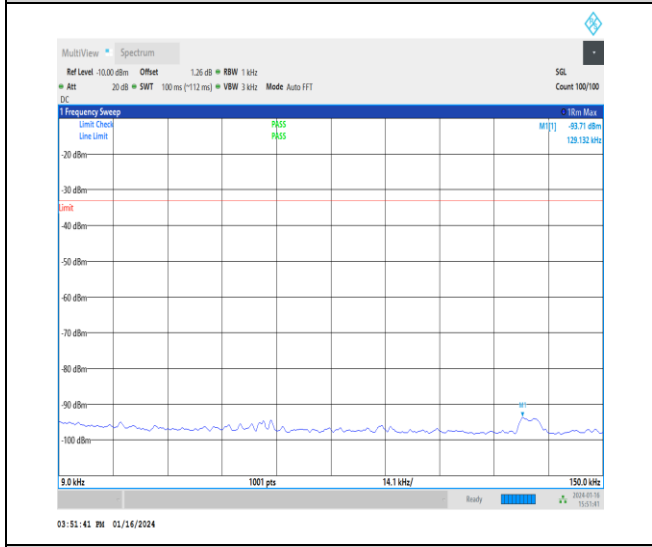 MultiView Spectrum
Ref Level -10.00 dBm Offset 1.26 dB RBW 1 kHz SGL
Att 20 dB SWT 100 ms (~112 ms) VBW 3 kHz Mode Auto FFT Count 100/100
DC
1 Frequency Sweep 1Rm Max
Limit Check PASS M1[1] -93.71 dBm
Line Limit PASS 129.132 kHz
-20 dBm
-30 dBm
Limit
-40 dBm
-50 dBm
-60 dBm
-70 dBm
-80 dBm
-90 dBm
M1
-100 dBm
9.0 kHz 1001 pts 14.1 kHz/ 150.0 kHz
Ready 2024-01-16
15:51:41
03:51:41 PM 01/16/2024